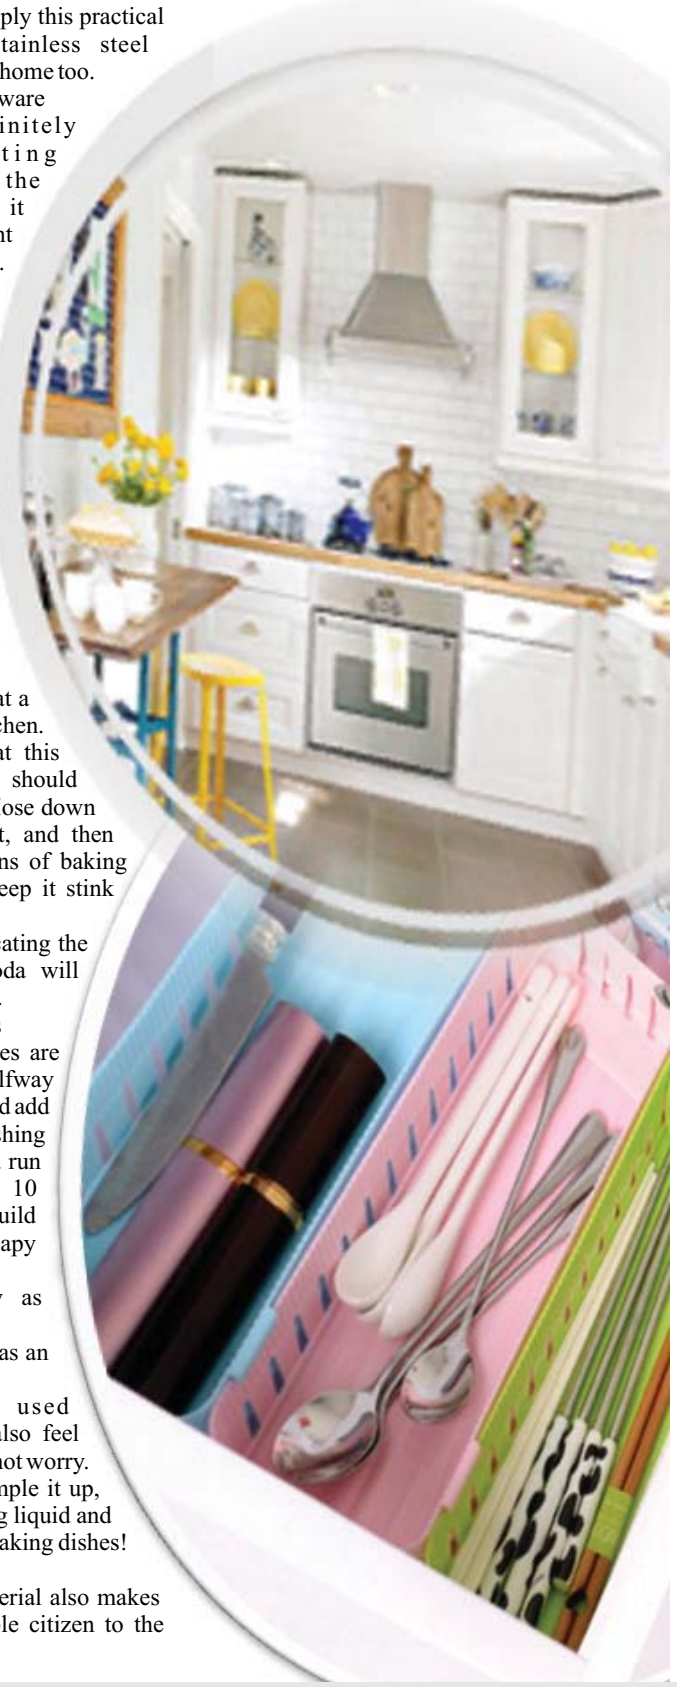 ply this practical
tainless steel
home too.
ware
initely
ting
the
it
nt
.
at a
chen.
at this
should
ose down
t, and then
ns of baking
eep it stink
cating the
oda will
.
s
es are
lfway
d add
shing
run
10
uild
apy
y as
as an
used
also feel
not worry.
mple it up,
g liquid and
aking dishes!
erial also makes
le citizen to the